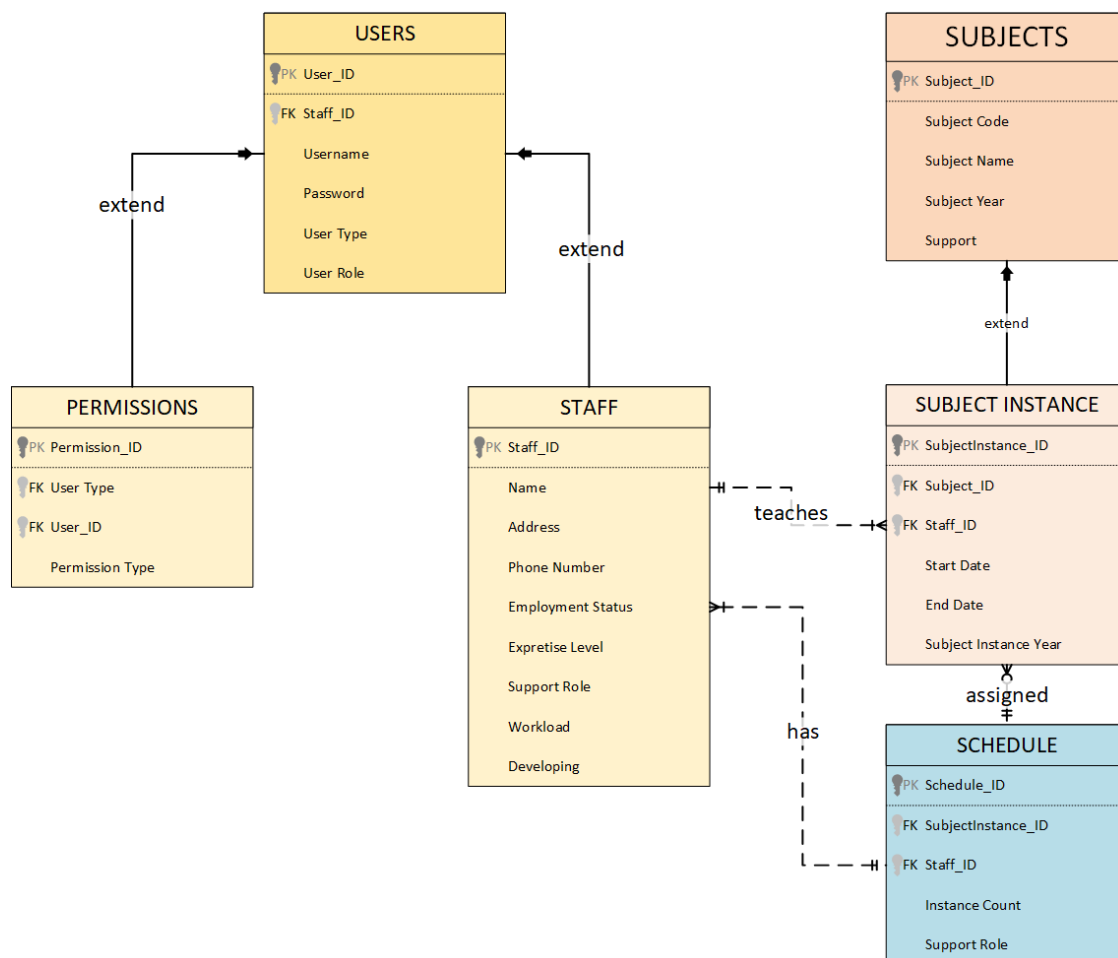 USERS
PK User_ID
FK Staff_ID
Username
Password
User Type
User Role
SUBJECTS
PK Subject_ID
Subject Code
Subject Name
Subject Year
Support
extend
extend
extend
PERMISSIONS
PK Permission_ID
FK User Type
FK User_ID
Permission Type
STAFF
PK Staff_ID
Name
Address
Phone Number
Employment Status
Expretise Level
Support Role
Workload
Developing
teaches
has
SUBJECT INSTANCE
PK SubjectInstance_ID
FK Subject_ID
FK Staff_ID
Start Date
End Date
Subject Instance Year
assigned
SCHEDULE
PK Schedule_ID
FK SubjectInstance_ID
FK Staff_ID
Instance Count
Support Role